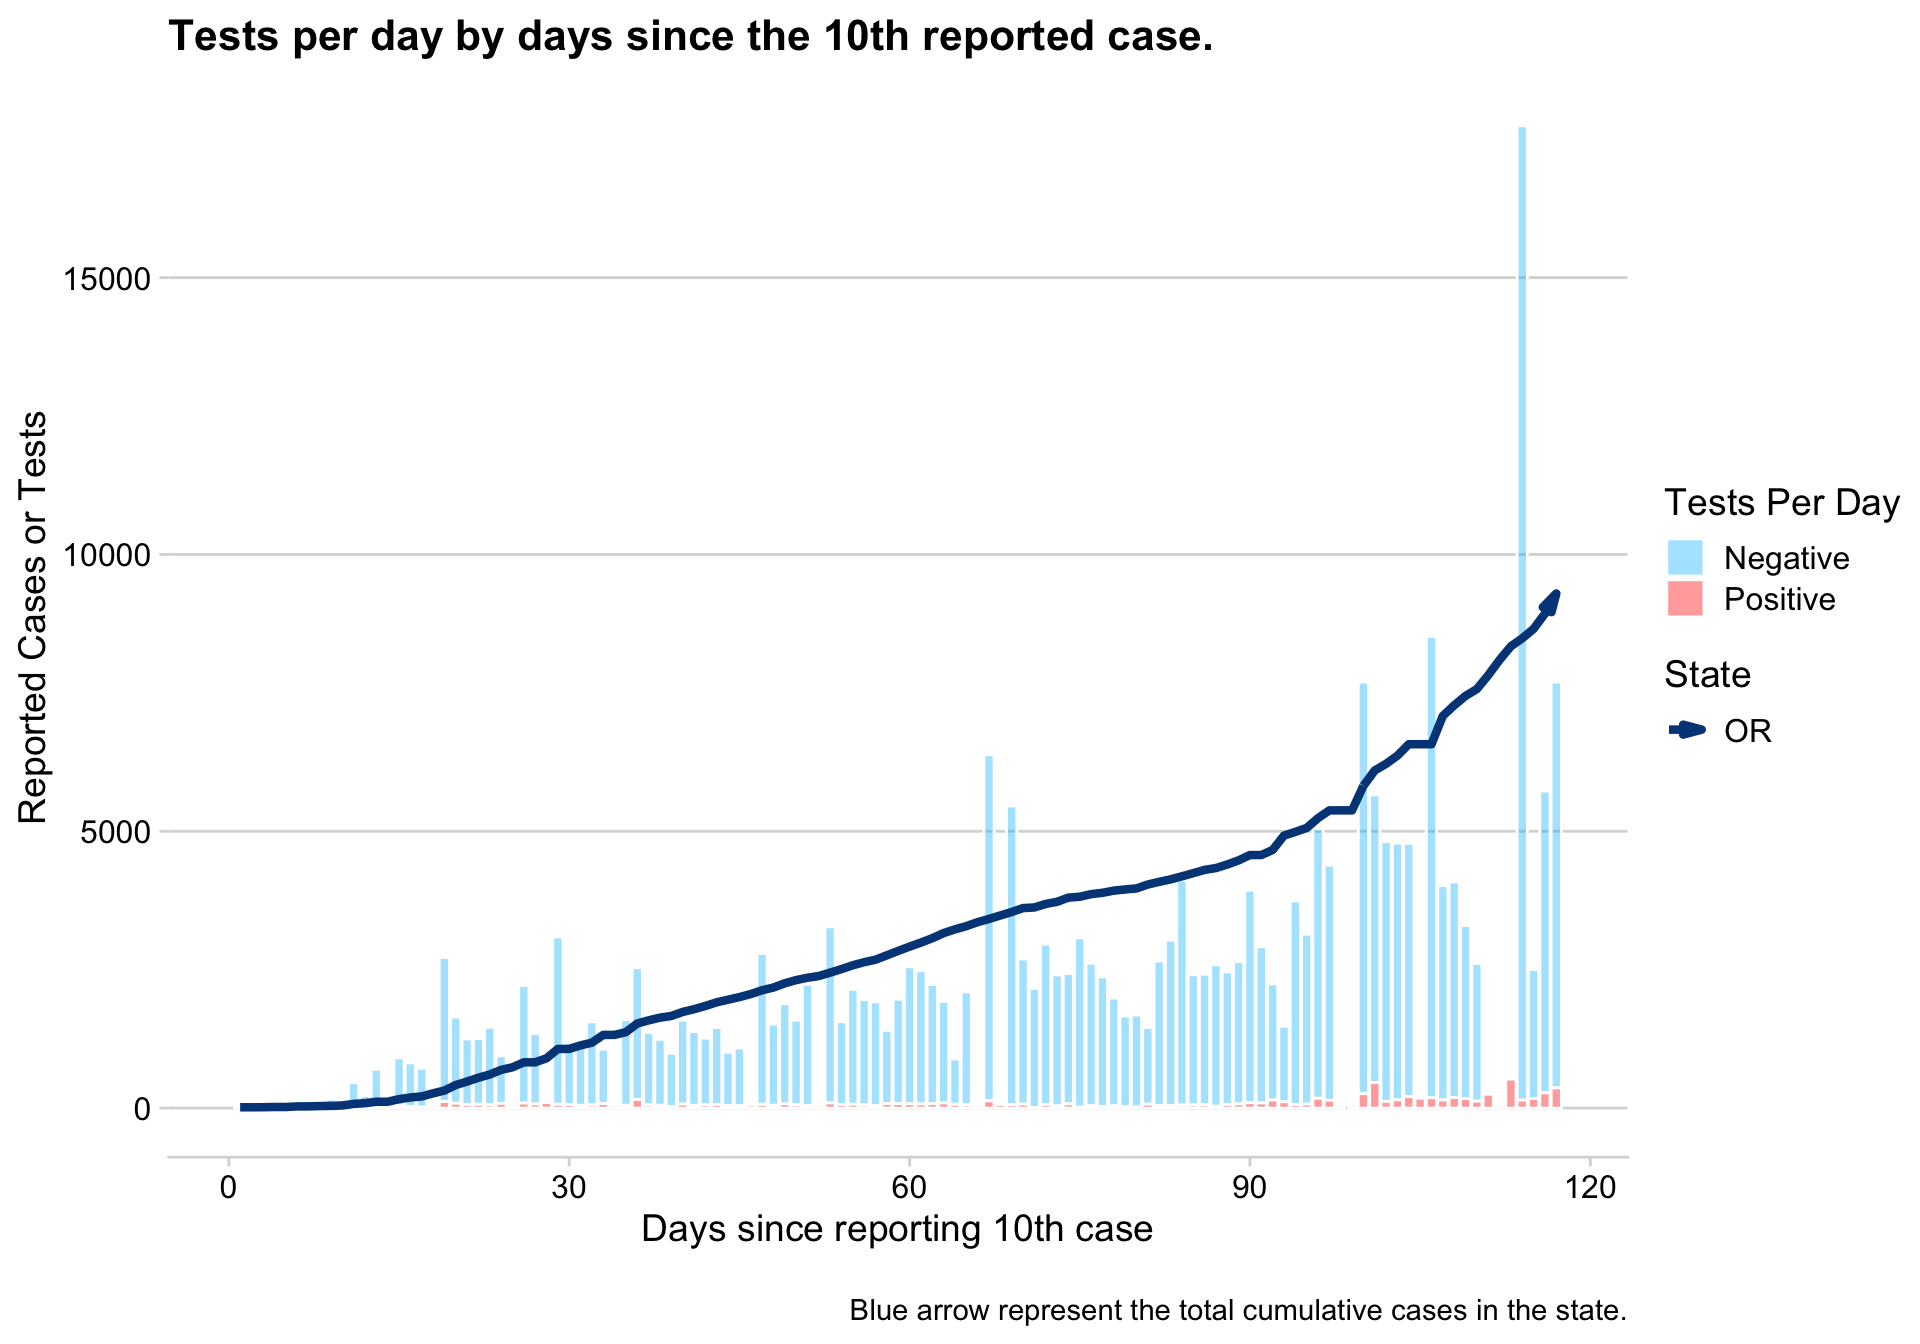 Tests per day by days since the 10th reported case.
Reported Cases or Tests
15000
10000
5000
0
0 30 60 90 120
Days since reporting 10th case
Tests Per Day
Negative
Positive
State
OR
Blue arrow represent the total cumulative cases in the state.